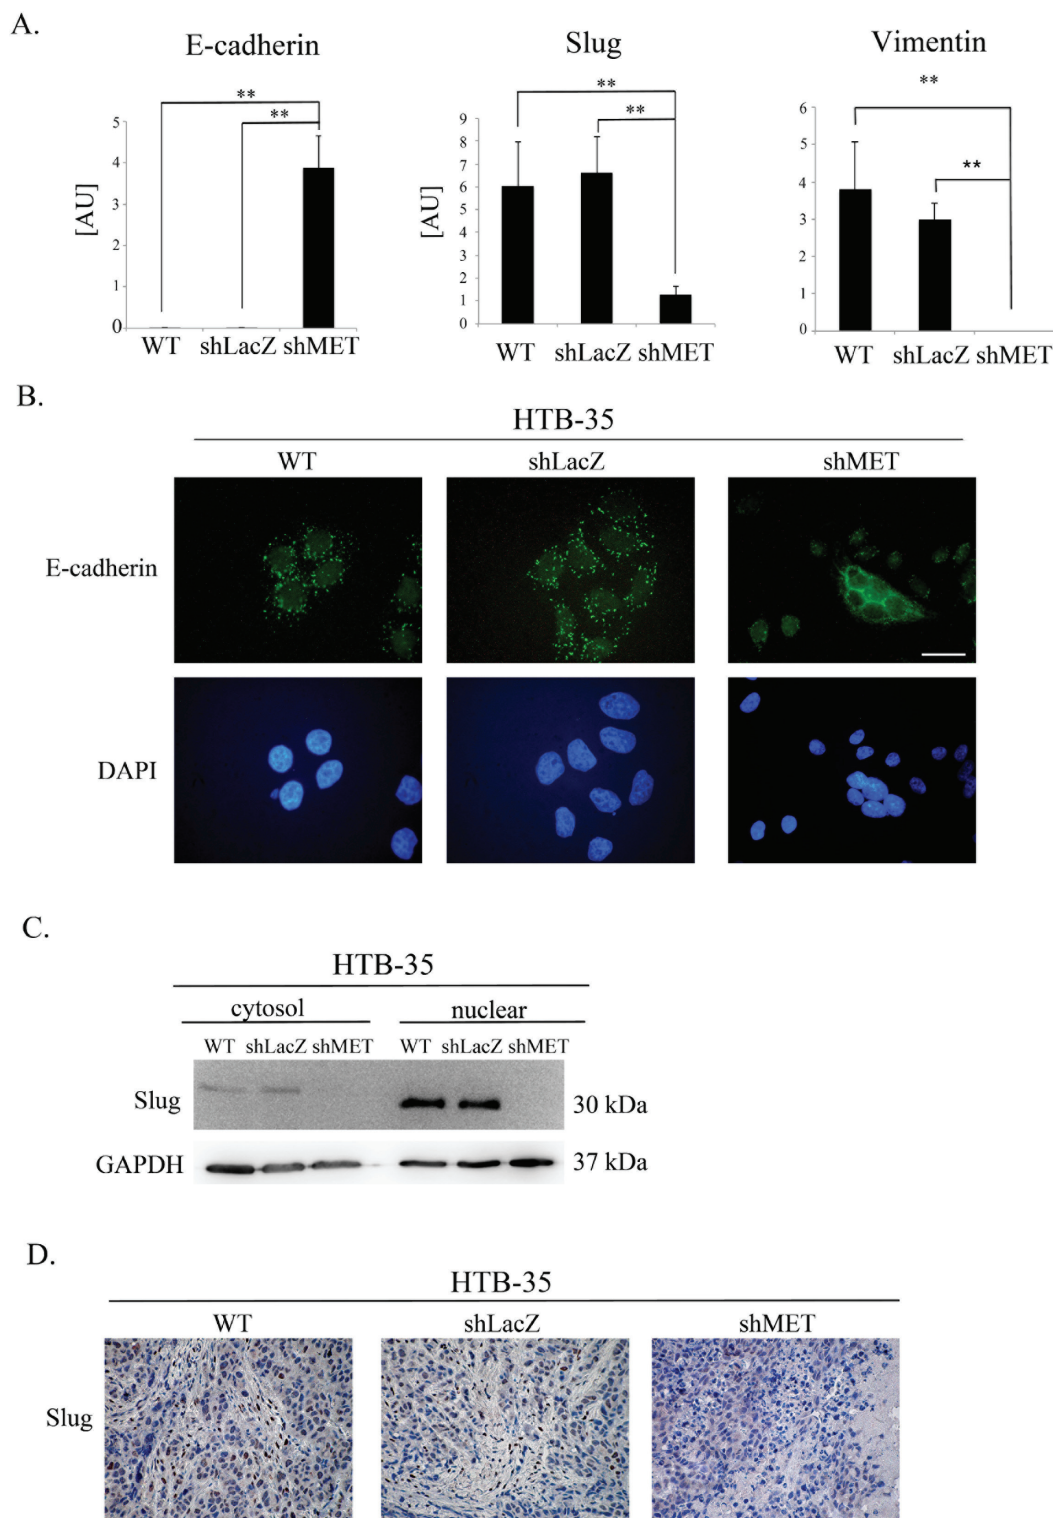 A.
E-cadherin
Slug
Vimentin
**
**
**
**
**
**
[AU]
5
4
3
2
1
0
WT shLacZ shMET
[AU]
9
8
7
6
5
4
3
2
1
0
WT shLacZ shMET
6
5
4
3
2
1
0
WT shLacZ shMET
B.
HTB-35
WT shLacZ shMET
E-cadherin
DAPI
C.
HTB-35
cytosol nuclear
WT shLacZ shMET WT shLacZ shMET
Slug 30 kDa
GAPDH 37 kDa
D.
HTB-35
WT shLacZ shMET
Slug